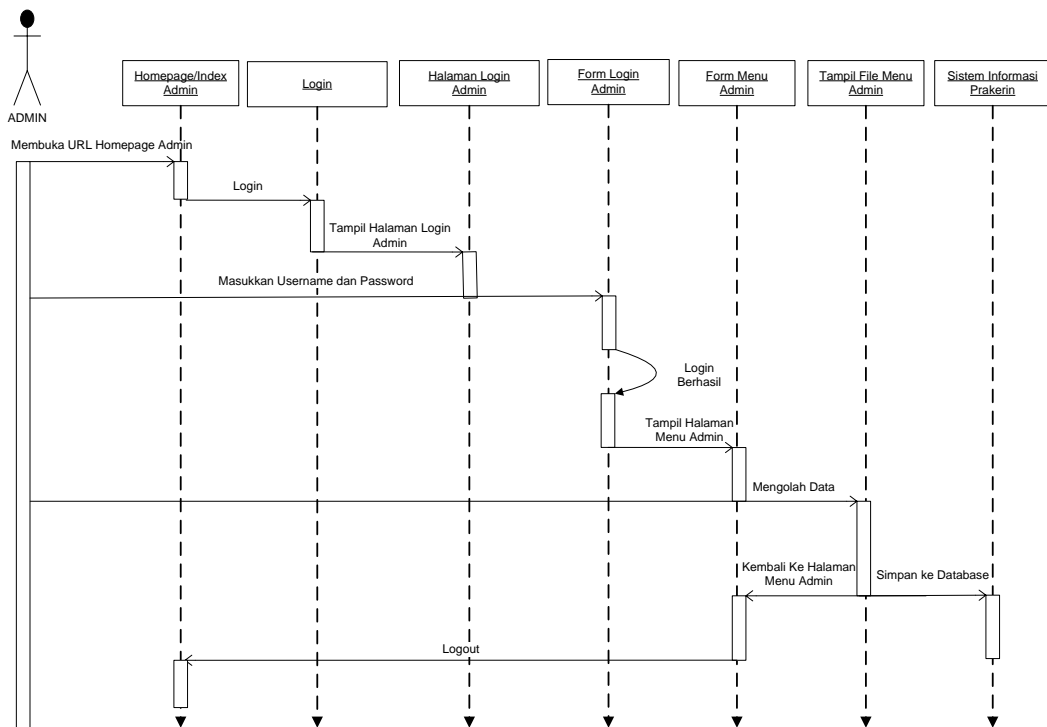 ADMIN
Homepage/Index
Admin
Login
Halaman Login
Admin
Form Login
Admin
Form Menu
Admin
Tampil File Menu
Admin
Sistem Informasi
Prakerin
Membuka URL Homepage Admin
Login
Tampil Halaman Login
Admin
Masukkan Username dan Password
Login
Berhasil
Tampil Halaman
Menu Admin
Mengolah Data
Kembali Ke Halaman
Menu Admin
Simpan ke Database
Logout